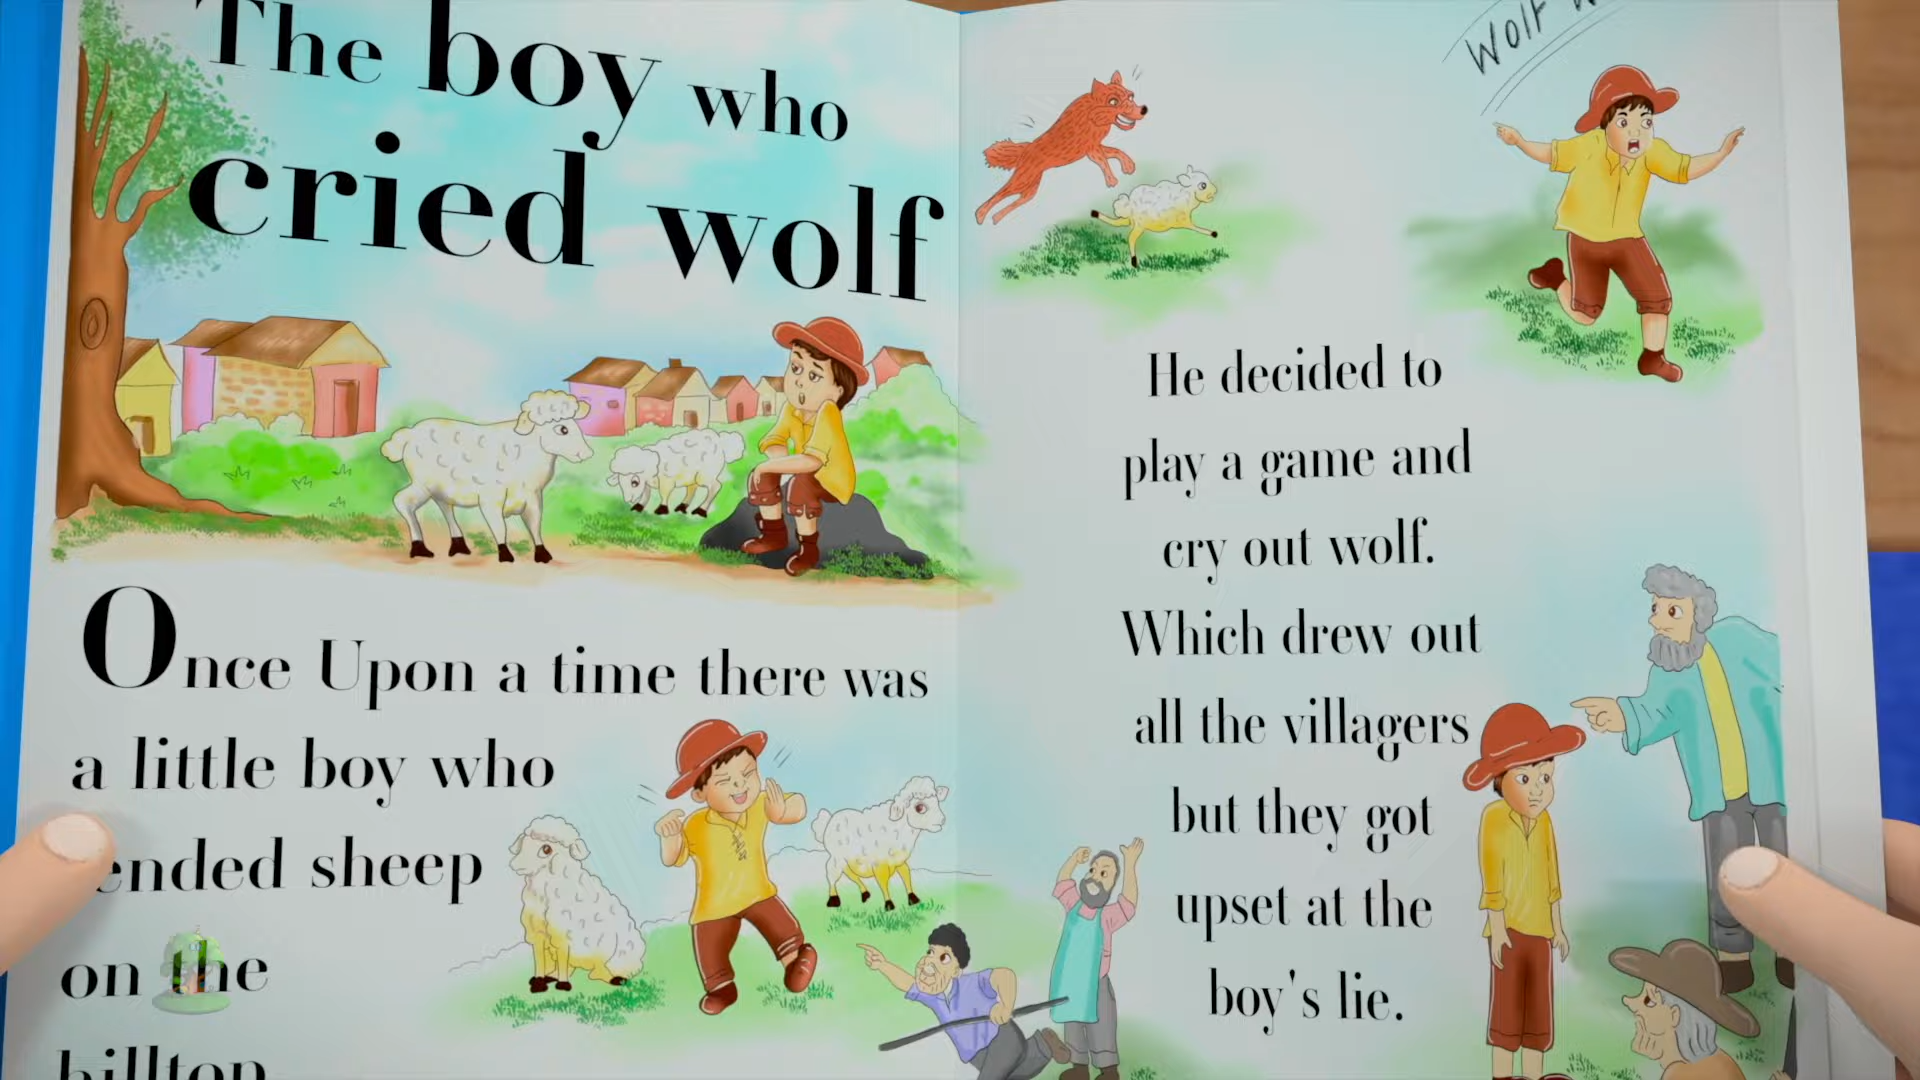 The boy who
cried wolf
Once Upon a time there was
a little boy who
ended sheep
on the
hilltop
Wolf
He decided to
play a game and
cry out wolf.
Which drew out
all the villagers
but they got
upset at the
boy's lie.